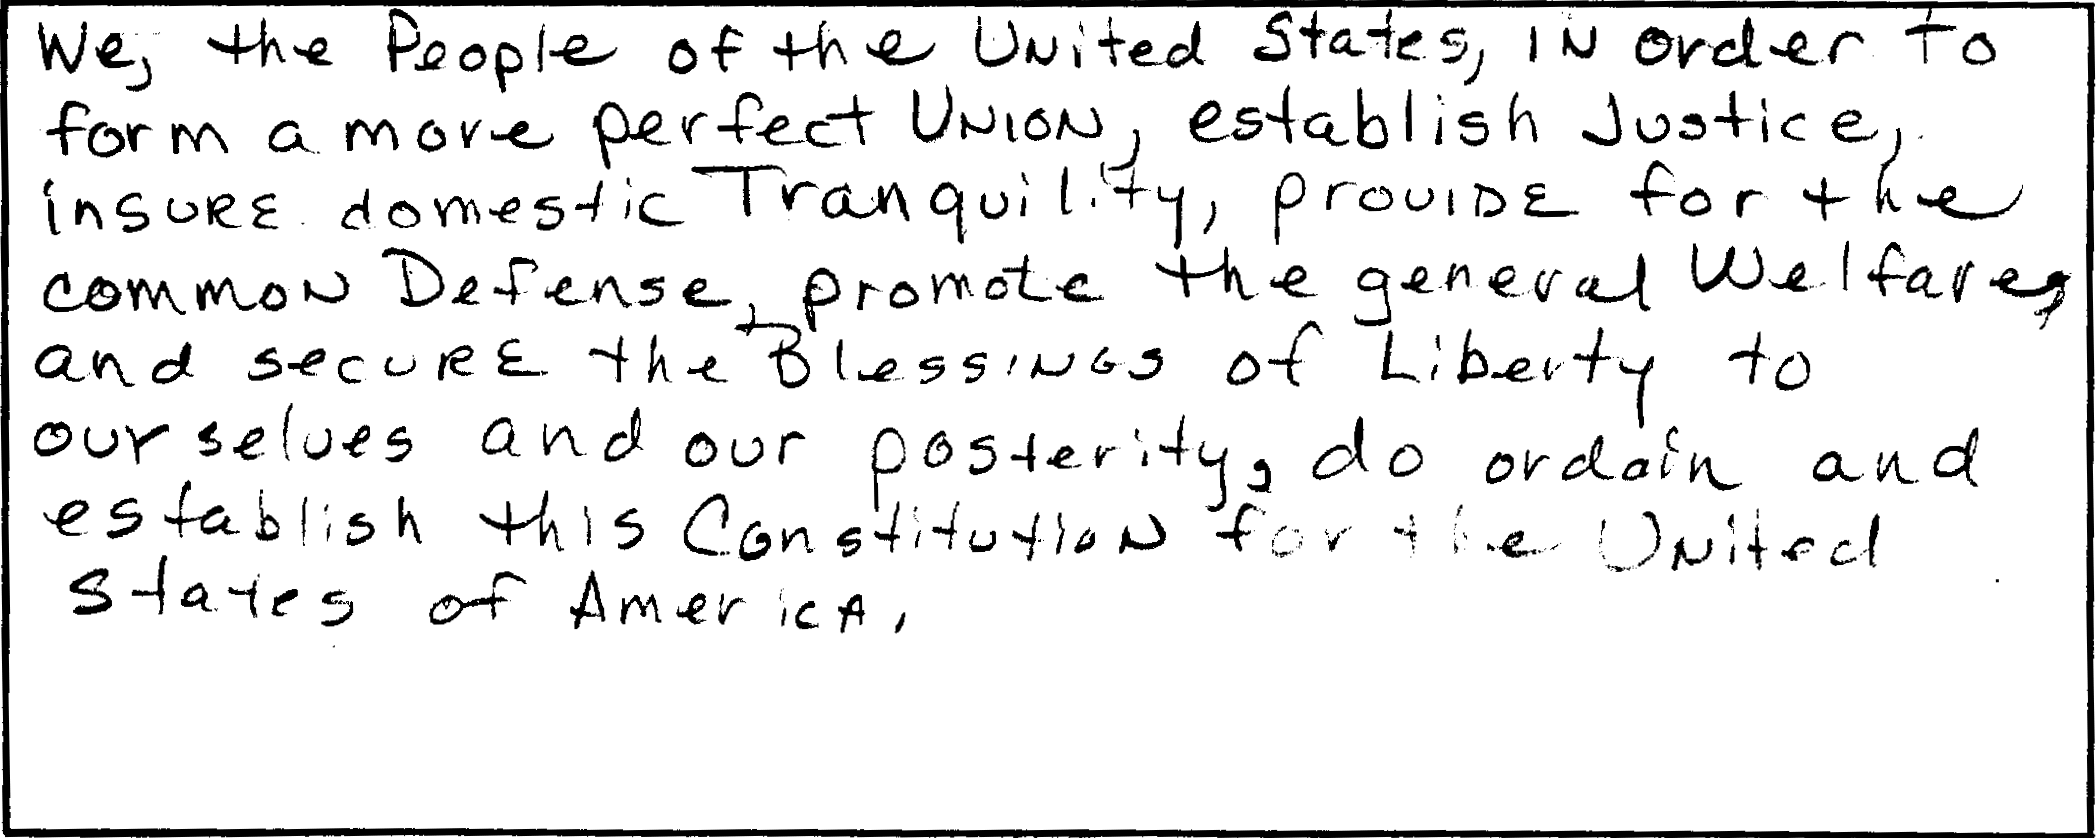 We, the People of the United States, in order to
form a more perfect Union, establish Justice,
insure domestic Tranquility, provide for the
common Defense, promote the general Welfare,
and secure the Blessings of Liberty to
ourselves and our posterity, do ordain and
establish this Constitution for the United
States of America.